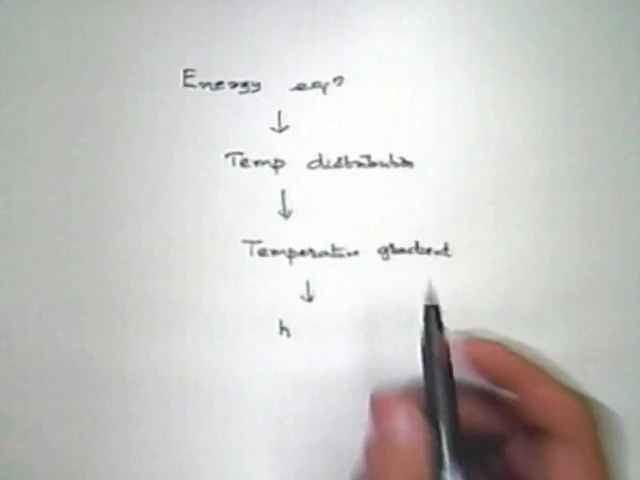 Energy eqn
↓
Temp distribution
↓
Temperature gradient
↓
h